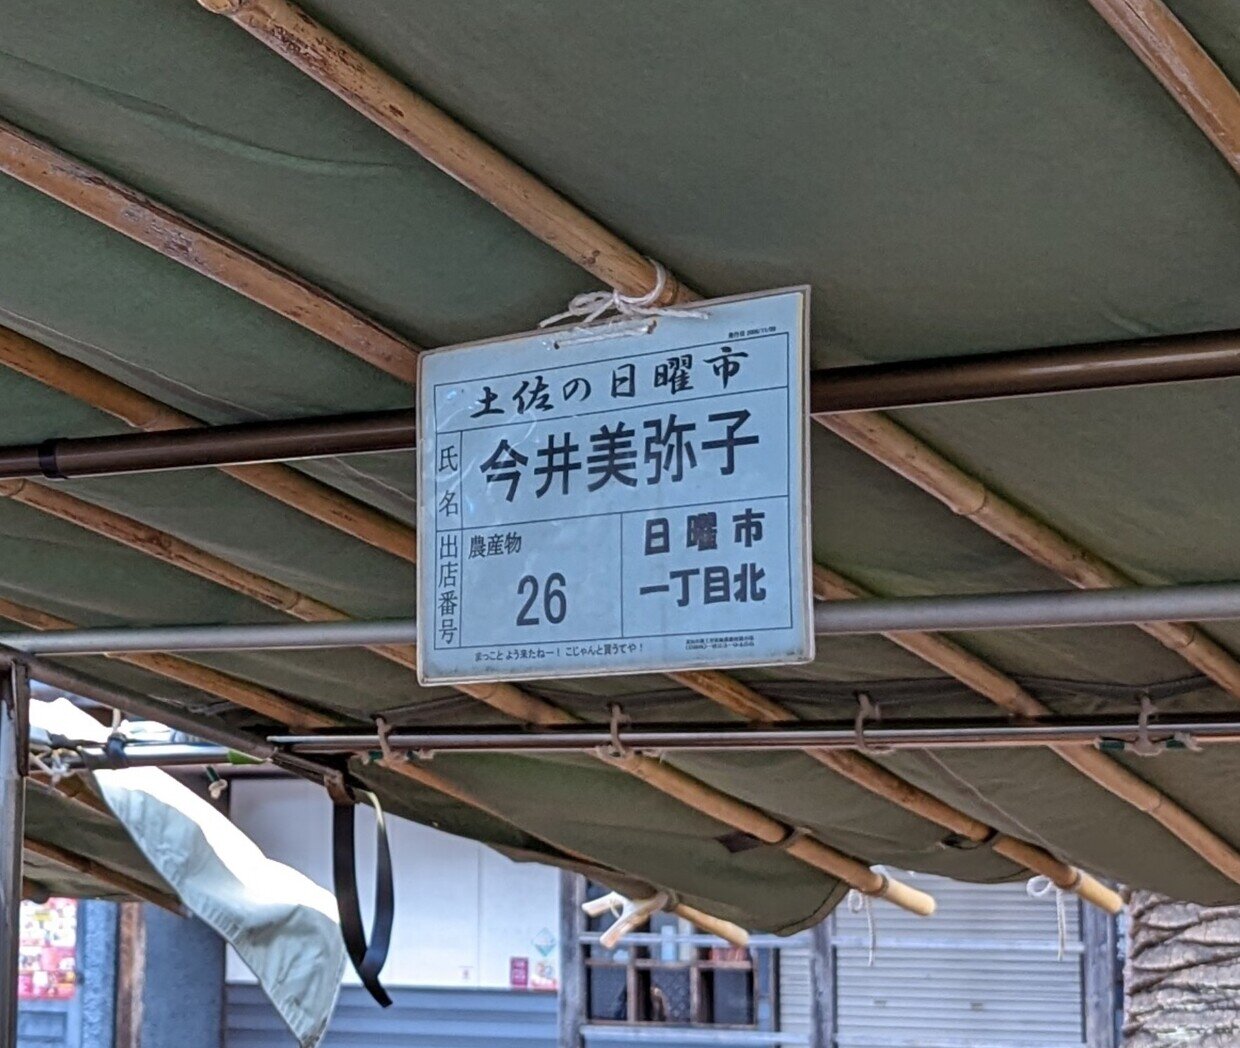 土佐の日曜市
氏名
今井美弥子
出店番号
農産物
26
日曜市
一丁目北
まっこと よう来たねー！ こじゃんと買うてや！